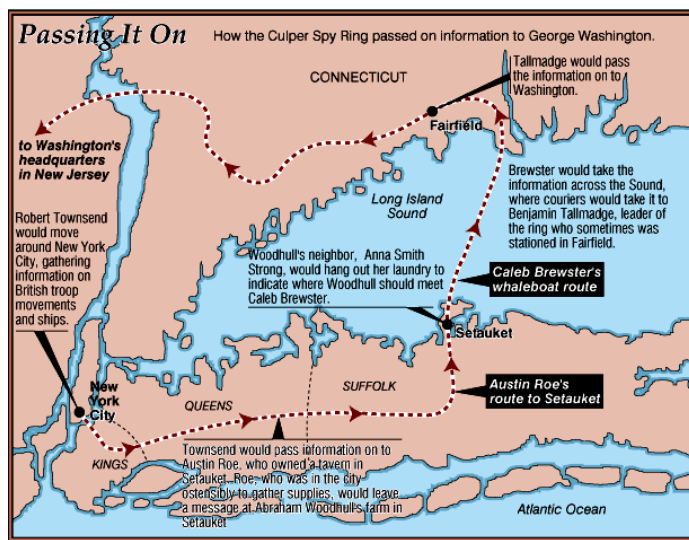 Passing It On
How the Culper Spy Ring passed on information to George Washington.
CONNECTICUT
Tallmadge would pass
the information on to
Washington.
Fairfield
to Washington's
headquarters
in New Jersey
Long Island
Sound
Brewster would take the
information across the Sound,
where couriers would take it to
Benjamin Tallmadge, leader of
the ring who sometimes was
stationed in Fairfield.
Robert Townsend
would move
around New York
City, gathering
information on
British troop
movements
and ships.
Woodhull's neighbor, Anna Smith
Strong, would hang out her laundry to
indicate where Woodhull should meet
Caleb Brewster.
Caleb Brewster's
whaleboat route
Setauket
New
York
City
QUEENS
SUFFOLK
Austin Roe's
route to Setauket
KINGS
Townsend would pass information on to
Austin Roe, who owned a tavern in
Setauket. Roe, who was in the city
ostensibly to gather supplies, would leave
a message at Abraham Woodhull's farm in
Setauket
Atlantic Ocean